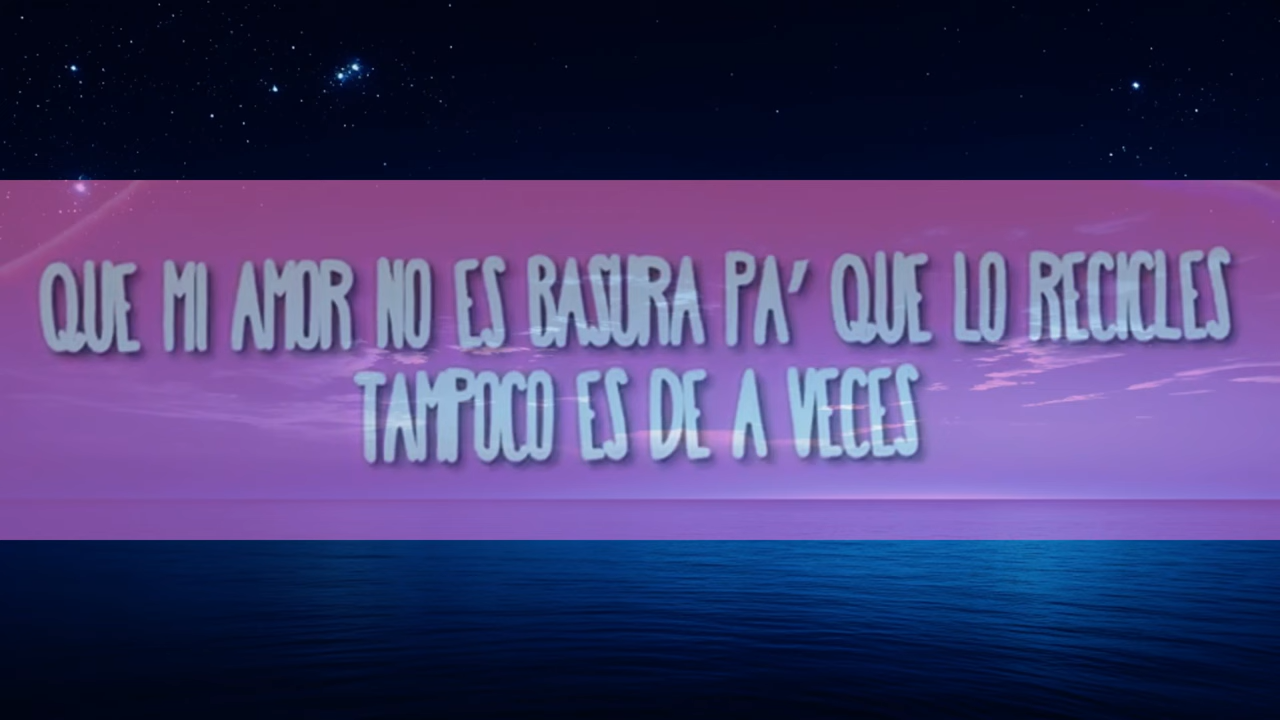 QUE MI AMOR NO ES BASURA PA' QUE LO RECICLES
TAMPOCO ES DE A VECES